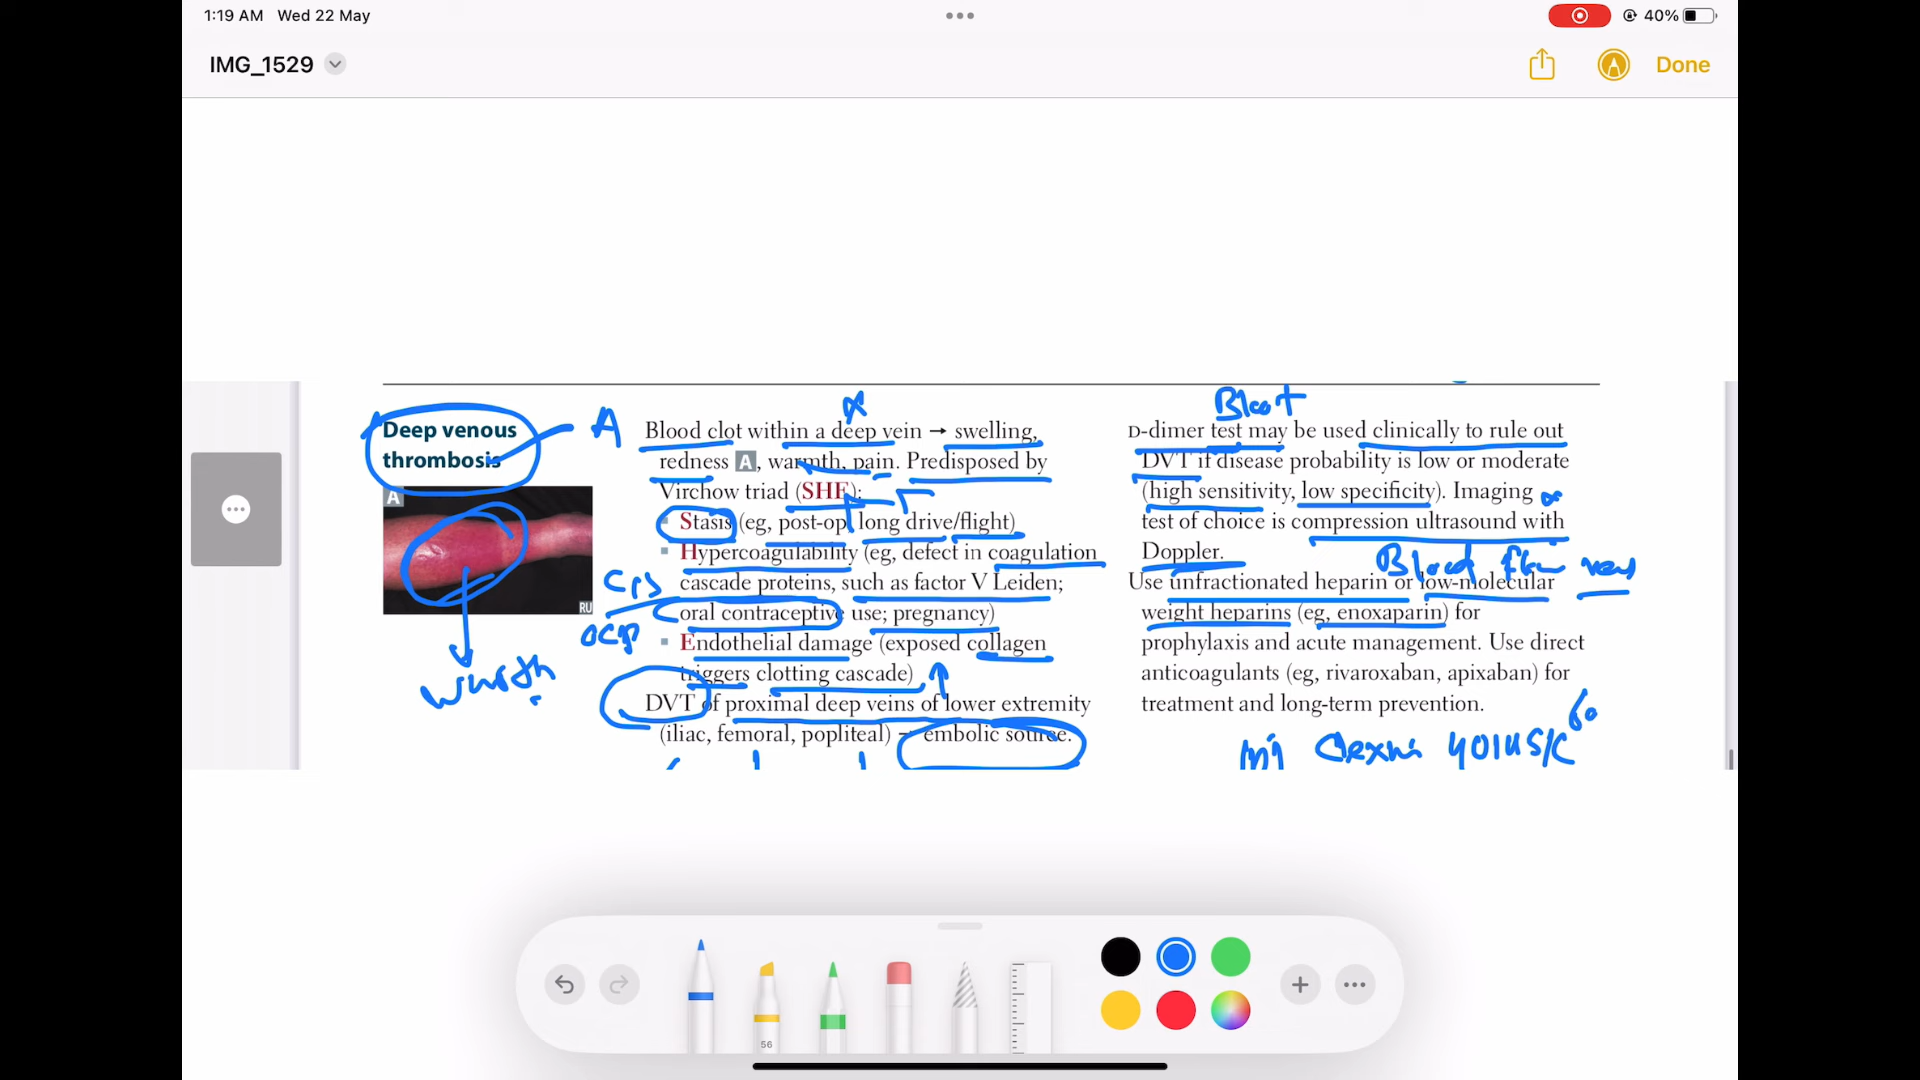 1:19 AM Wed 22 May
40%
IMG_1529
Done
Deep venous
thrombosis
A
A
RU
warmth
Blood clot within a deep vein → swelling,
redness A, warmth, pain. Predisposed by
Virchow triad (SHE):
Stasis (eg, post-op, long drive/flight)
Hypercoagulability (eg, defect in coagulation
cascade proteins, such as factor V Leiden;
oral contraceptive use; pregnancy)
OCP
Endothelial damage (exposed collagen
triggers clotting cascade)
DVT of proximal deep veins of lower extremity
(iliac, femoral, popliteal) → embolic source.
D-dimer test may be used clinically to rule out
DVT if disease probability is low or moderate
(high sensitivity, low specificity). Imaging
test of choice is compression ultrasound with
Doppler.
Blood flow
Use unfractionated heparin or low-molecular
weight heparins (eg, enoxaparin) for
prophylaxis and acute management. Use direct
anticoagulants (eg, rivaroxaban, apixaban) for
treatment and long-term prevention.
60
56